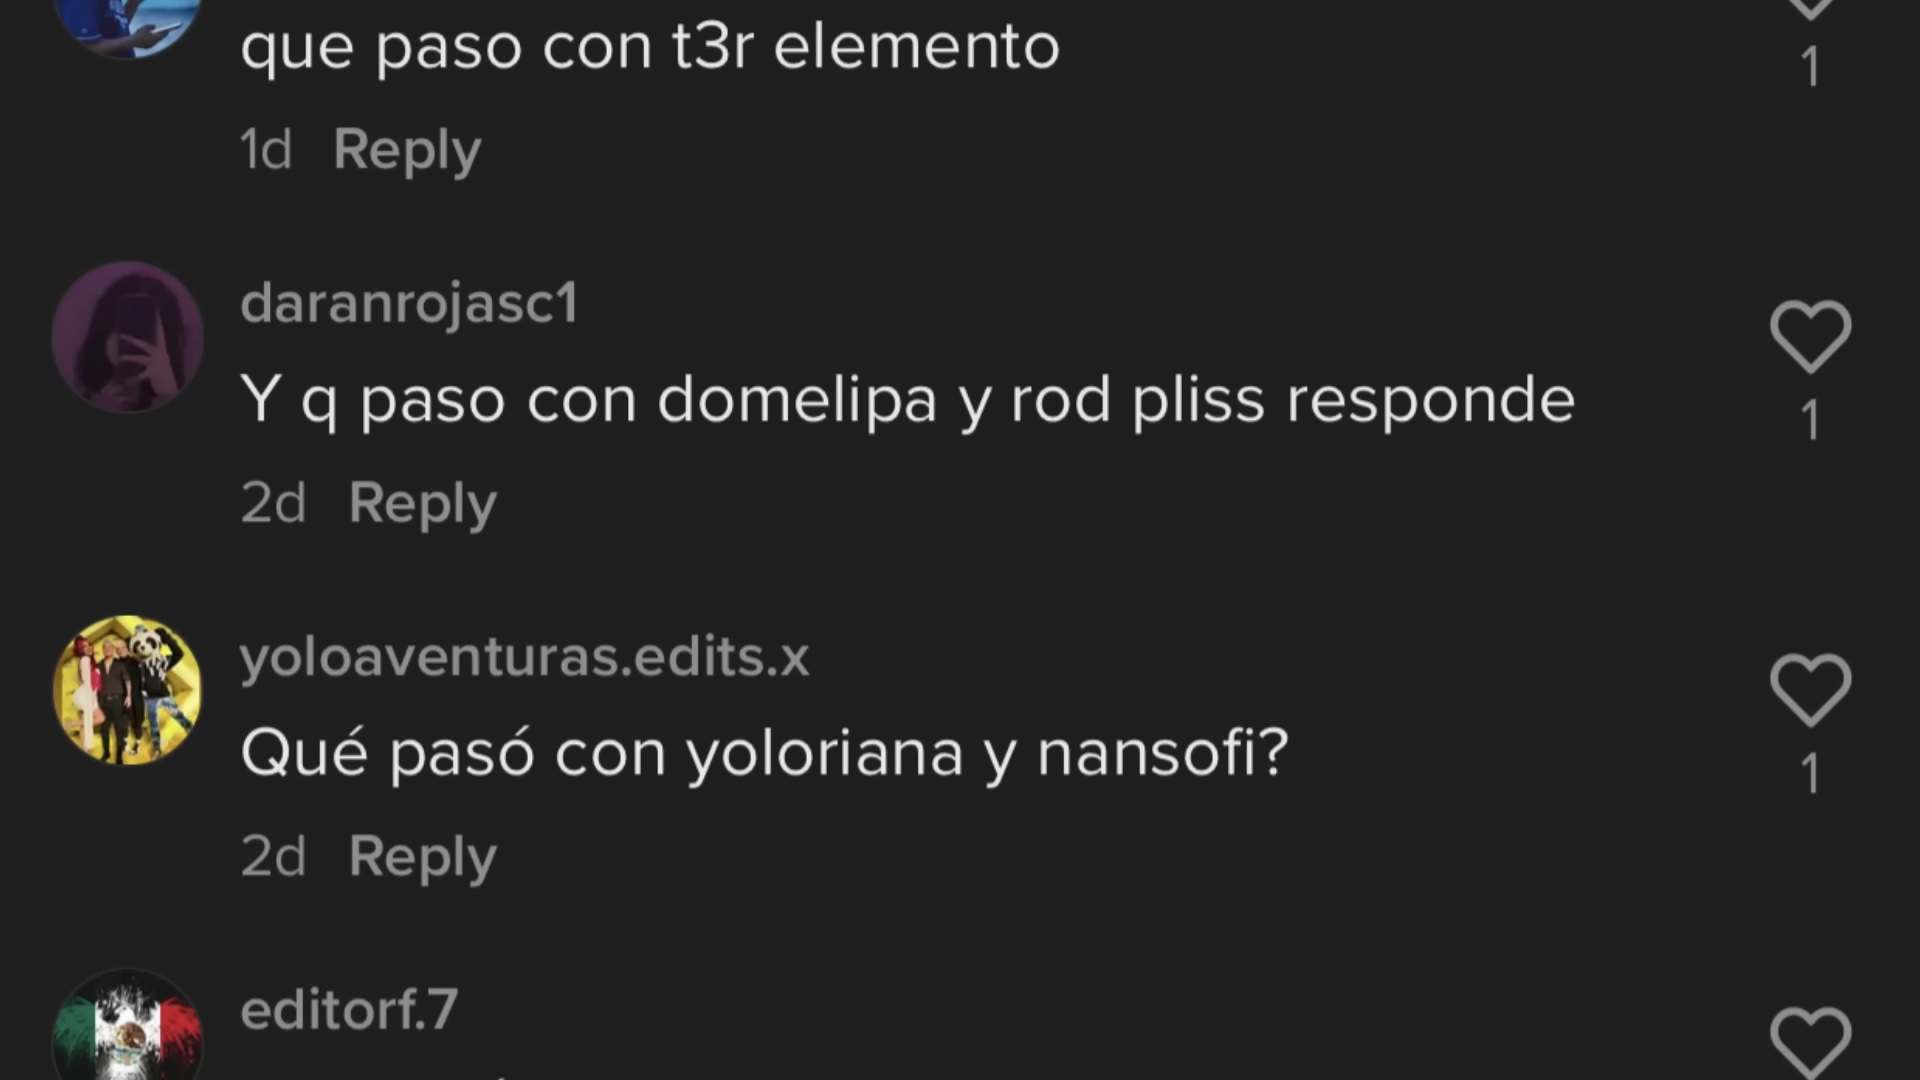 que paso con t3r elemento
1
1d Reply
daranrojasc1
Y q paso con domelipa y rod pliss responde
1
2d Reply
yoloaventuras.edits.x
Qué pasó con yoloriana y nansofi?
1
2d Reply
editorf.7